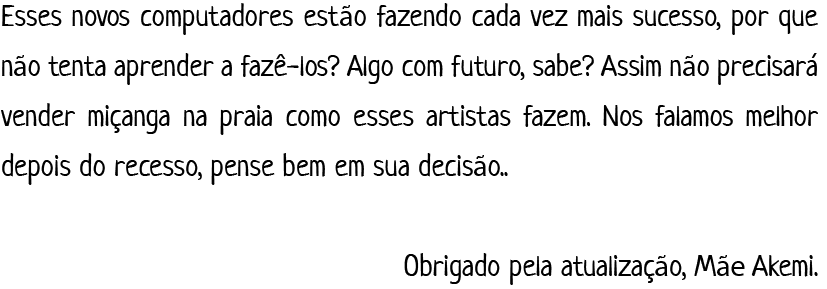 Esses novos computadores estão fazendo cada vez mais sucesso, por que
não tenta aprender a fazê-los? Algo com futuro, sabe? Assim não precisará
vender miçanga na praia como esses artistas fazem. Nos falamos melhor
depois do recesso, pense bem em sua decisão..
Obrigado pela atualização, Mãe Akemi.